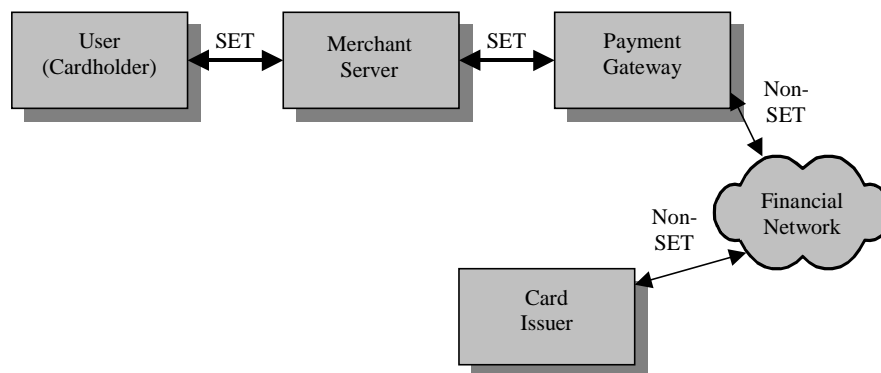 User
(Cardholder)
SET
Merchant
Server
SET
Payment
Gateway
Non-
SET
Financial
Network
Non-
SET
Card
Issuer